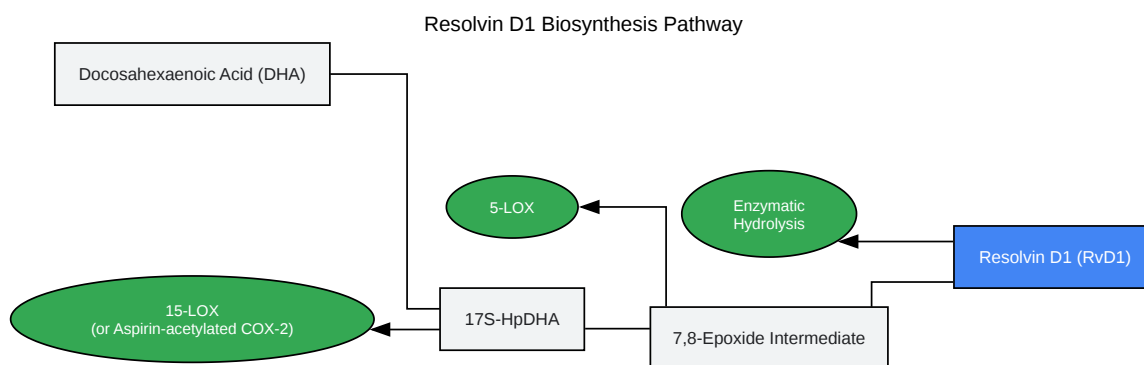 Resolvin D1 Biosynthesis Pathway
Docosahexaenoic Acid (DHA)
5-LOX
Enzymatic
Hydrolysis
Resolvin D1 (RvD1)
15-LOX
(or Aspirin-acetylated COX-2)
17S-HpDHA
7,8-Epoxide Intermediate